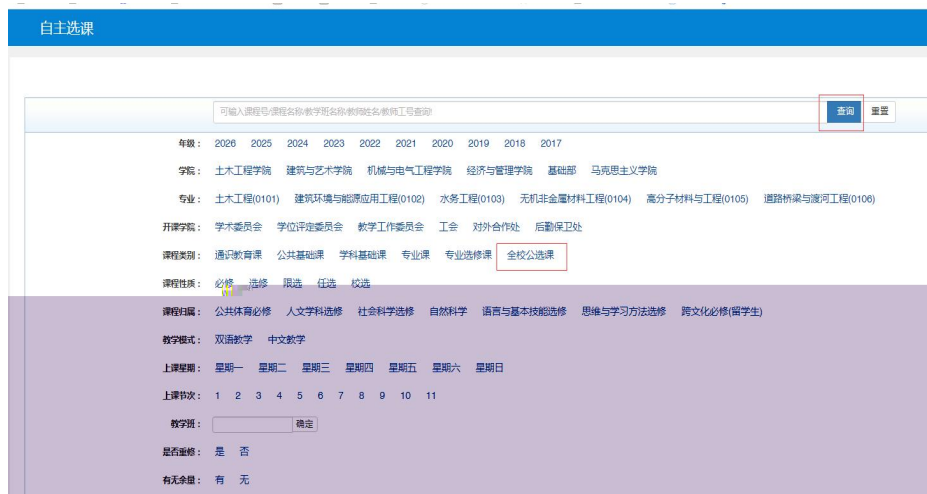 自主选课
可输入课程号/课程名称/教学班名称/教师姓名/教师工号查询! 查询 重置
年级： 2026 2025 2024 2023 2022 2021 2020 2019 2018 2017
学院： 土木工程学院 建筑与艺术学院 机械与电气工程学院 经济与管理学院 基础部 马克思主义学院
专业： 土木工程(0101) 建筑环境与能源应用工程(0102) 水务工程(0103) 无机非金属材料工程(0104) 高分子材料与工程(0105) 道路桥梁与渡河工程(0106)
开课学院： 学术委员会 学位评定委员会 教学工作委员会 工会 对外合作处 后勤保卫处
课程类别： 通识教育课 公共基础课 学科基础课 专业课 专业选修课 全校公选课
课程性质： 必修 选修 限选 任选 校选
课程归属： 公共体育必修 人文学科选修 社会科学选修 自然科学 语言与基本技能选修 思维与学习方法选修 跨文化必修(留学生)
教学模式： 双语教学 中文教学
上课星期： 星期一 星期二 星期三 星期四 星期五 星期六 星期日
上课节次： 1 2 3 4 5 6 7 8 9 10 11
教学班： 确定
是否重修： 是 否
有无余量： 有 无